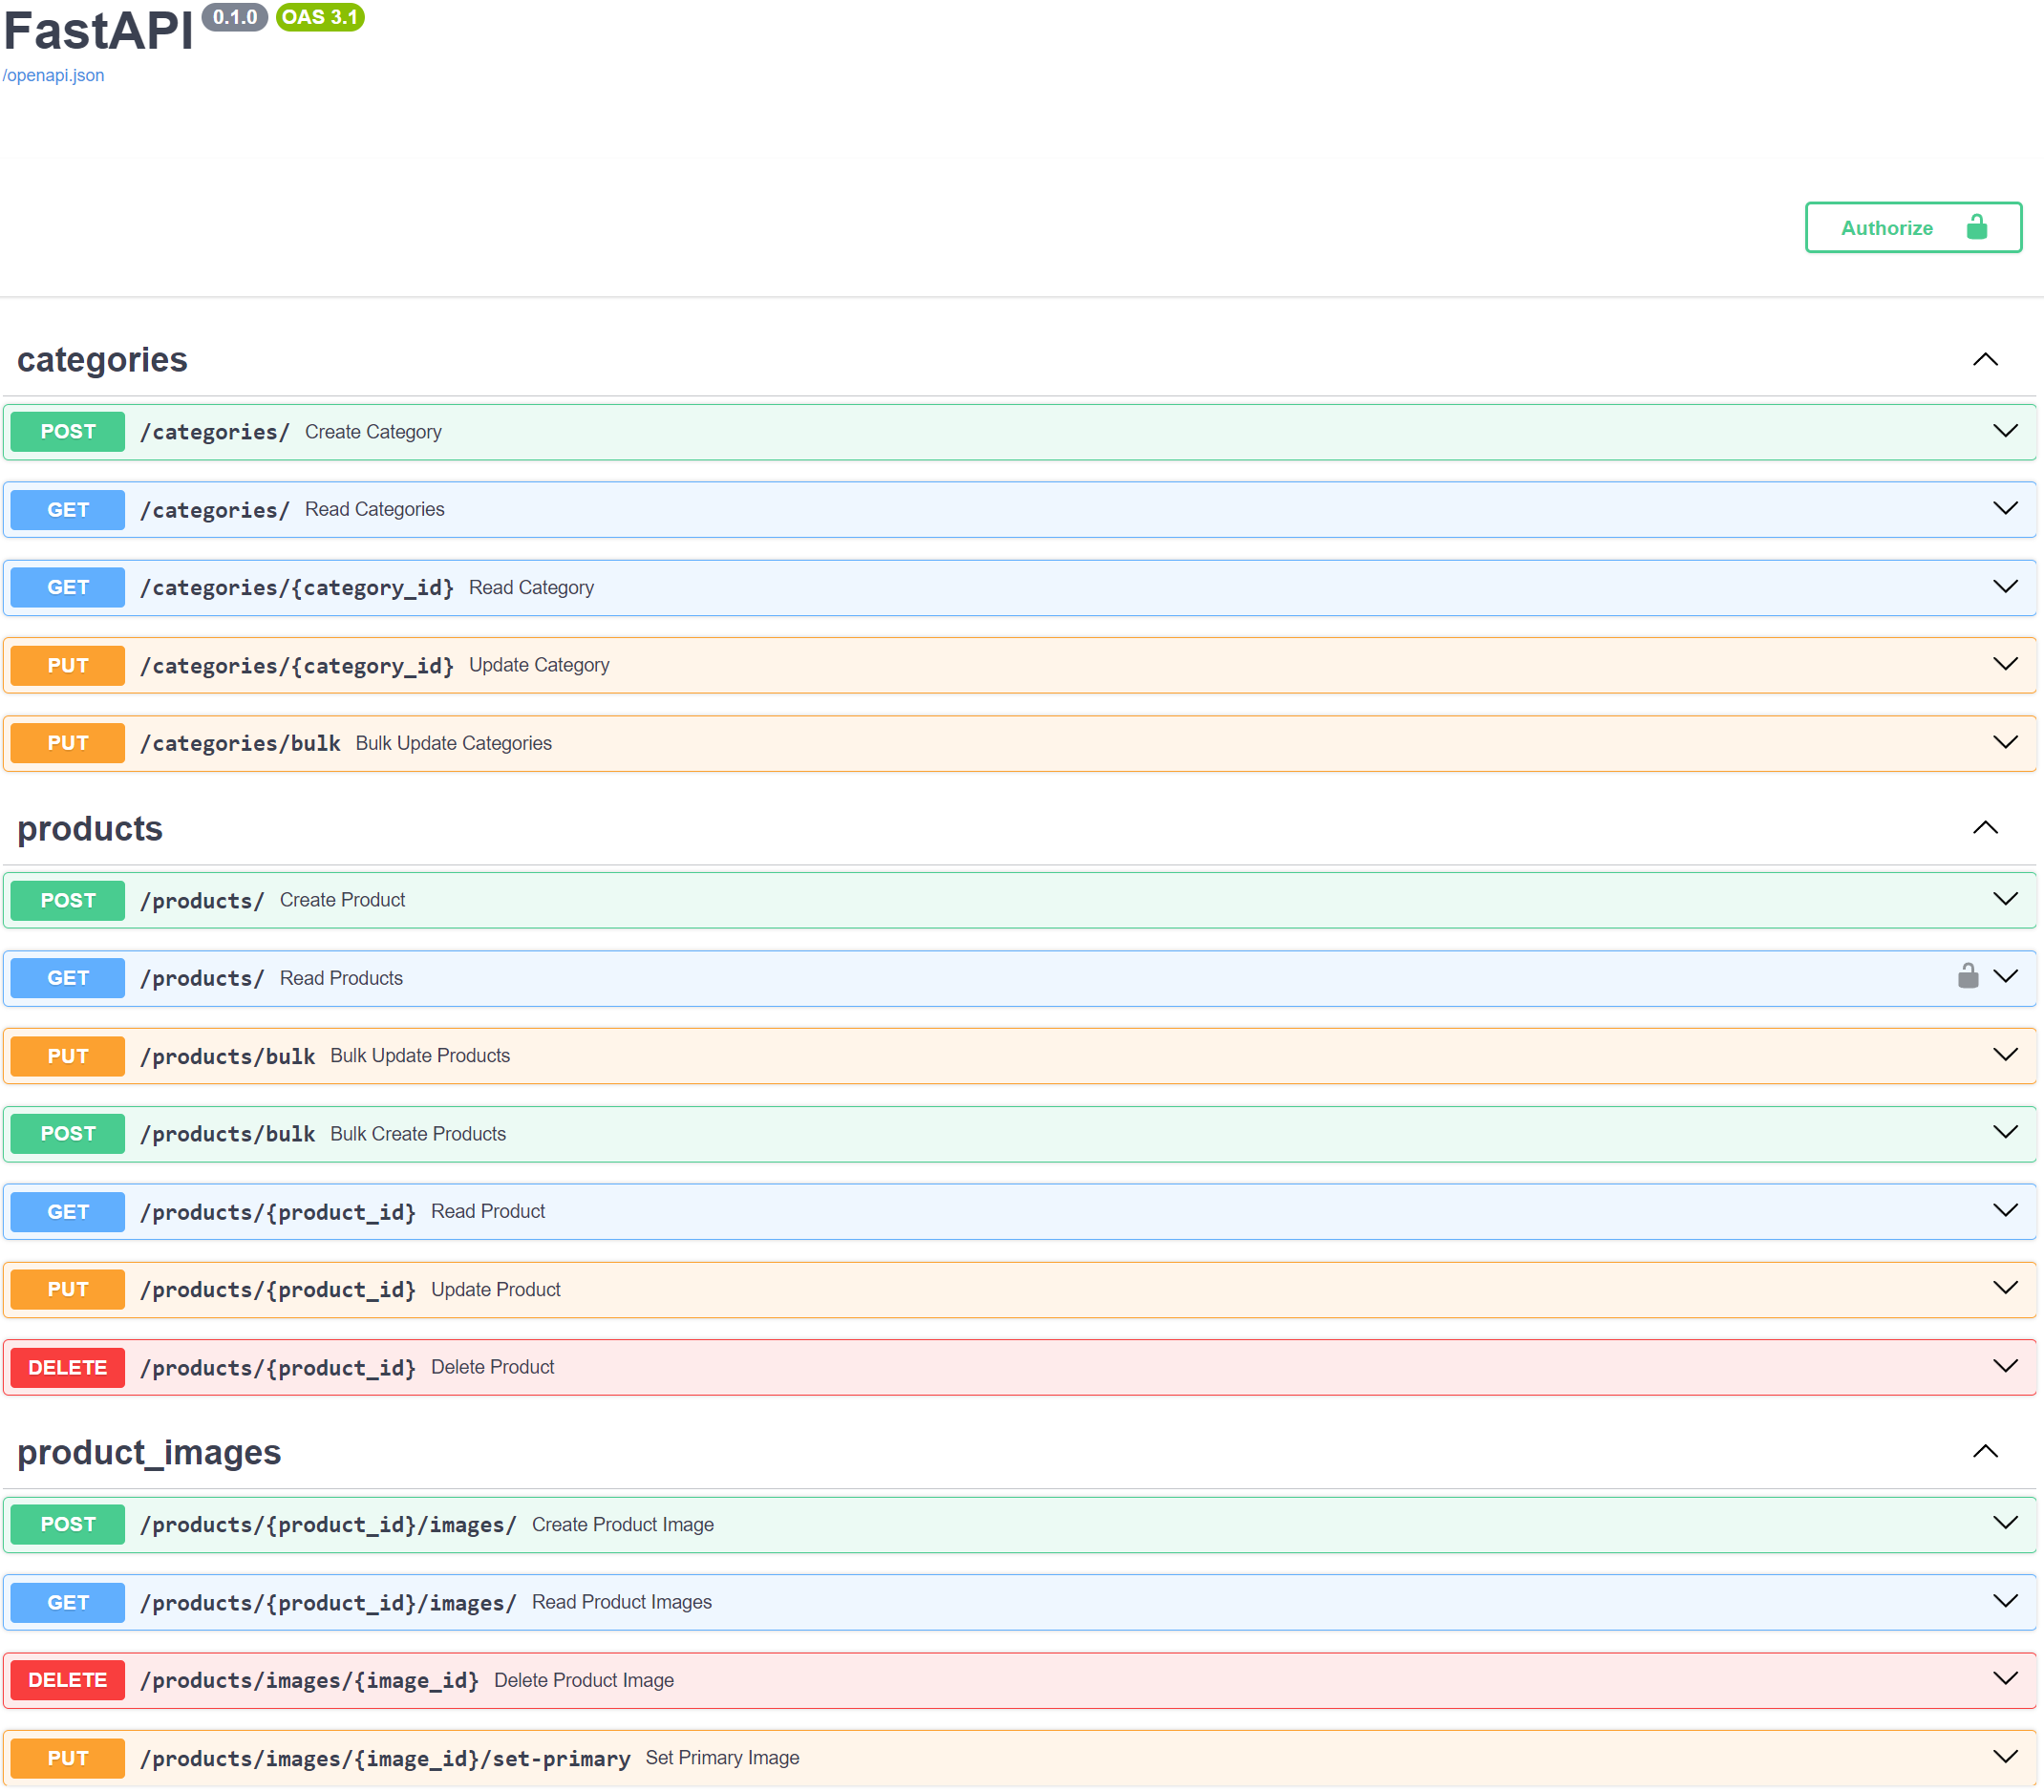 FastAPI 0.1.0 OAS 3.1
/openapi.json
Authorize
categories
POST /categories/ Create Category
GET /categories/ Read Categories
GET /categories/{category_id} Read Category
PUT /categories/{category_id} Update Category
PUT /categories/bulk Bulk Update Categories
products
POST /products/ Create Product
GET /products/ Read Products
PUT /products/bulk Bulk Update Products
POST /products/bulk Bulk Create Products
GET /products/{product_id} Read Product
PUT /products/{product_id} Update Product
DELETE /products/{product_id} Delete Product
product_images
POST /products/{product_id}/images/ Create Product Image
GET /products/{product_id}/images/ Read Product Images
DELETE /products/images/{image_id} Delete Product Image
PUT /products/images/{image_id}/set-primary Set Primary Image